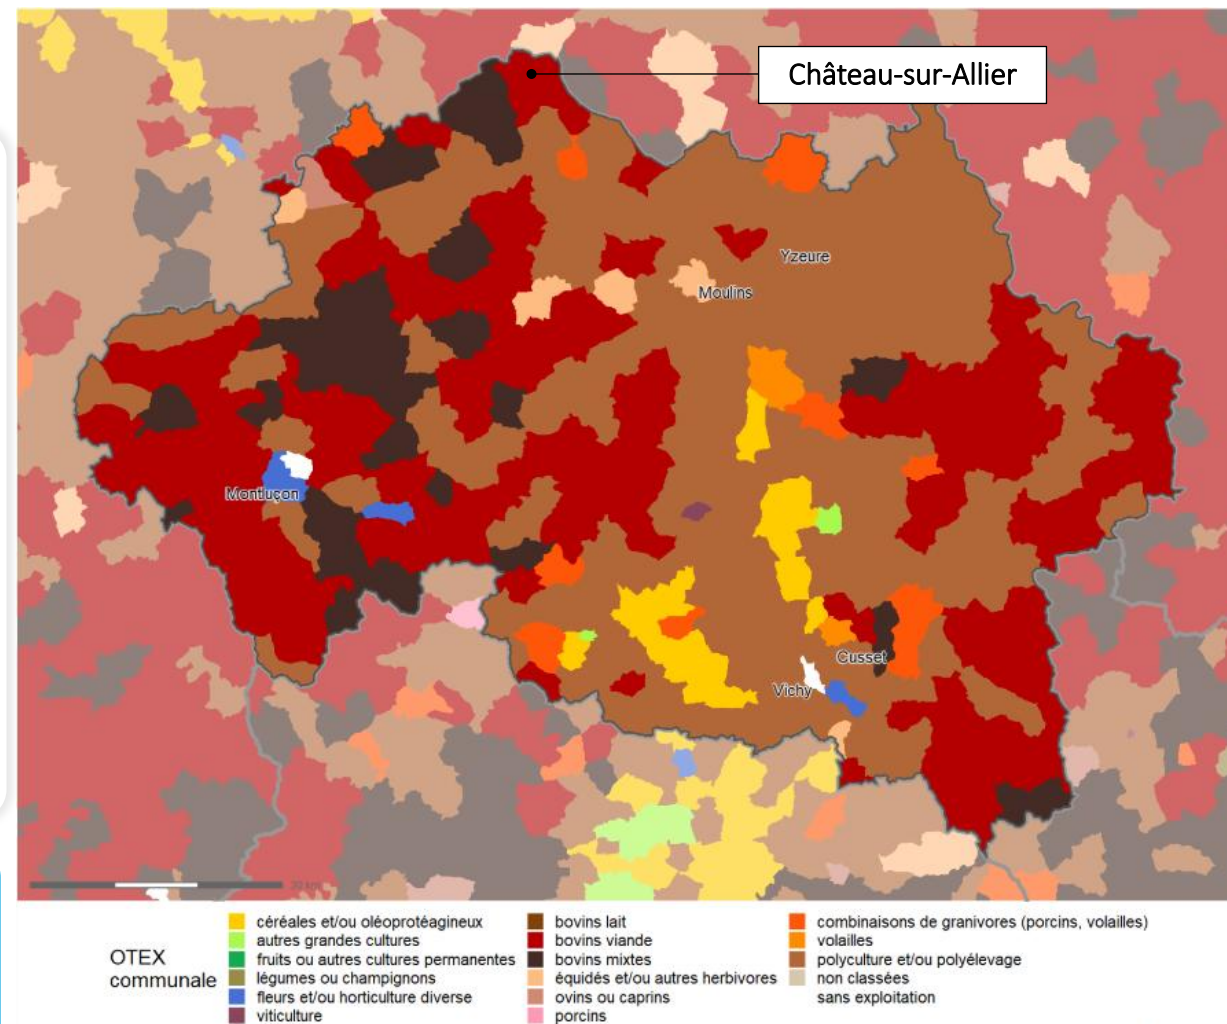 Château-sur-Allier
Yzeure
Moulins
Montluçon
Cusset
Vichy
20 km
OTEX
communale
céréales et/ou oléoprotéagineux
autres grandes cultures
fruits ou autres cultures permanentes
légumes ou champignons
fleurs et/ou horticulture diverse
viticulture
bovins lait
bovins viande
bovins mixtes
équidés et/ou autres herbivores
ovins ou caprins
porcins
combinaisons de granivores (porcins, volailles)
volailles
polyculture et/ou polyélevage
non classées
sans exploitation